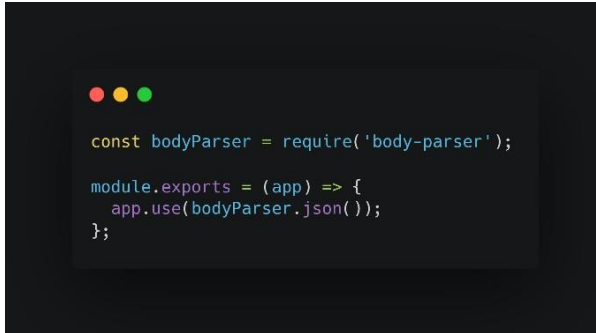 const bodyParser = require('body-parser');
module.exports = (app) => {
  app.use(bodyParser.json());
};